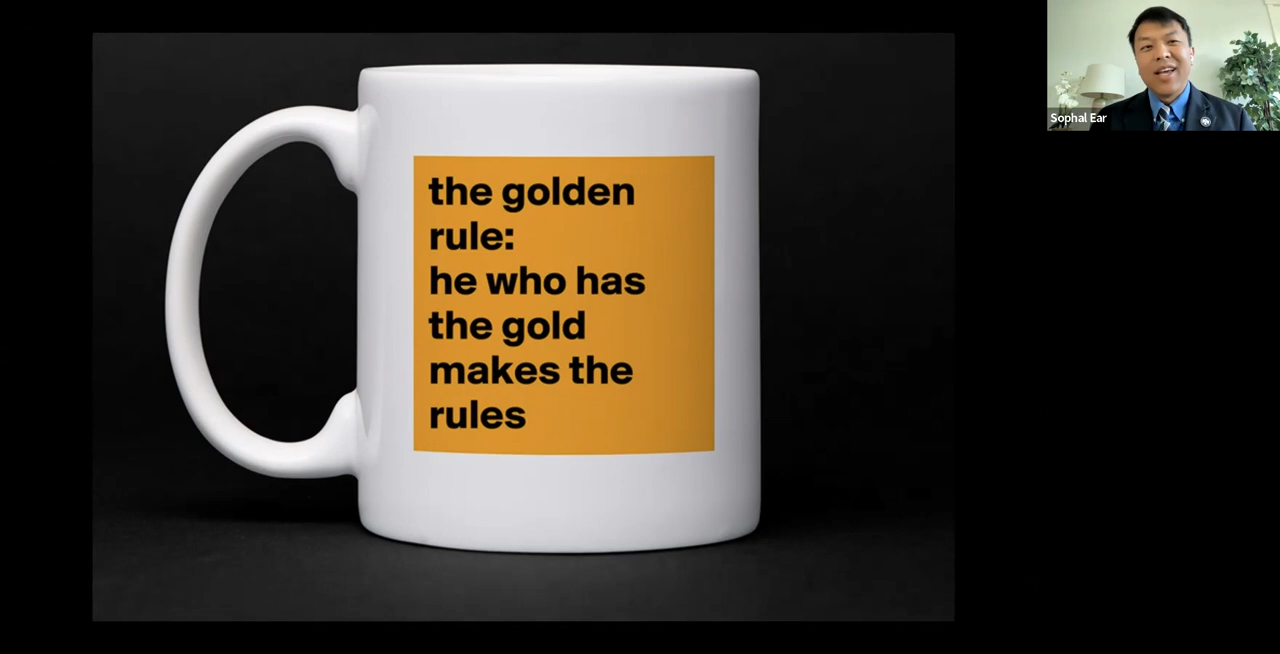 the golden
rule:
he who has
the gold
makes the
rules
Sophal Ear